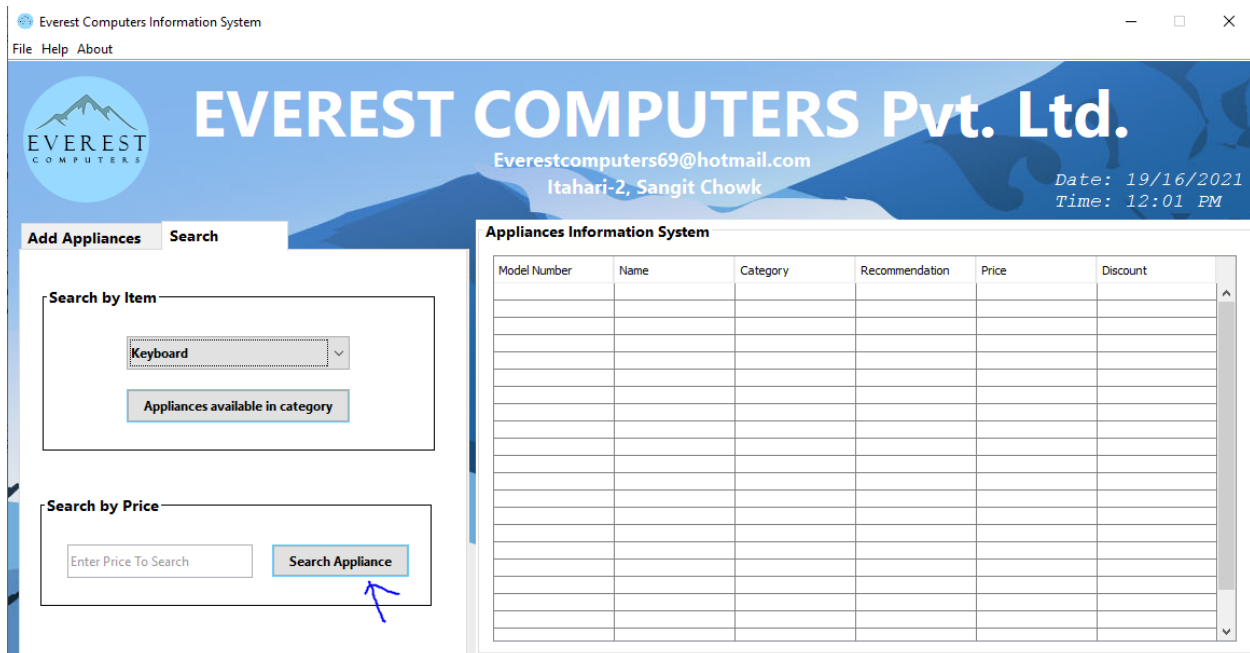 Everest Computers Information System
File Help About
EVEREST
COMPUTERS
EVEREST COMPUTERS Pvt. Ltd.
Everestcomputers69@hotmail.com
Itahari-2, Sangit Chowk
Date: 19/16/2021
Time: 12:01 PM
Add Appliances Search
Search by Item
Keyboard
Appliances available in category
Search by Price
Enter Price To Search Search Appliance
Appliances Information System
Model Number Name Category Recommendation Price Discount